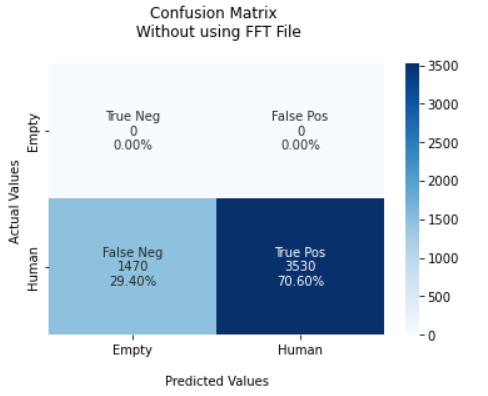 Confusion Matrix
Without using FFT File
True Neg
0
0.00%
False Pos
0
0.00%
False Neg
1470
29.40%
True Pos
3530
70.60%
Empty
Human
Actual Values
Empty
Human
Predicted Values
3500
3000
2500
2000
1500
1000
500
0